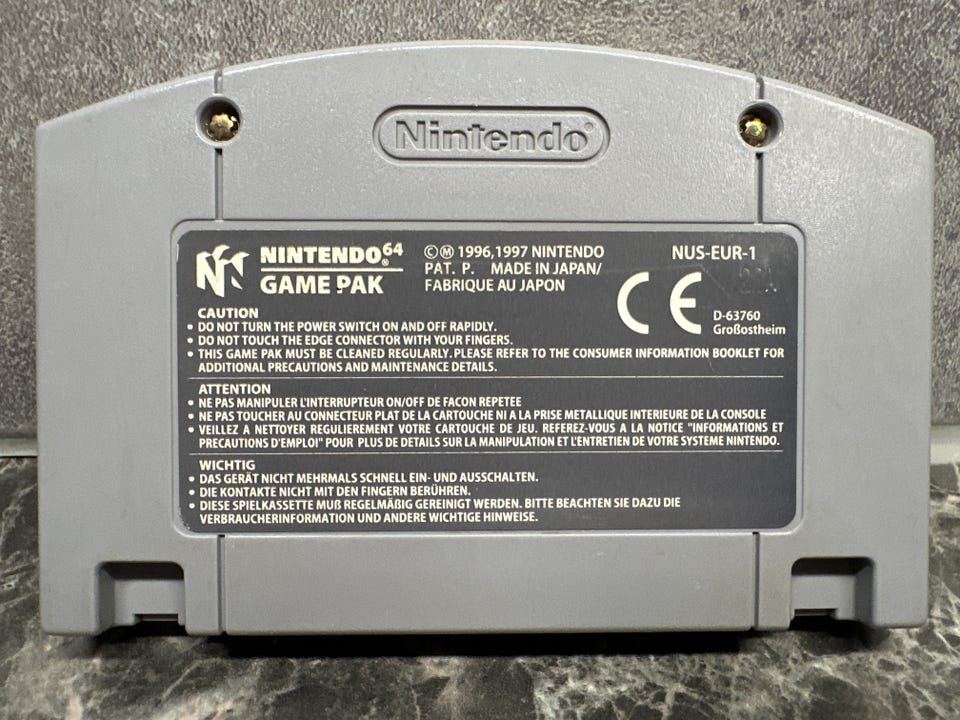 Nintendo®
NINTENDO⁶⁴®
GAME PAK
©Ⓜ 1996,1997 NINTENDO
PAT. P. MADE IN JAPAN/
FABRIQUE AU JAPON
NUS-EUR-1
CE
D-63760
Großostheim
CAUTION
• DO NOT TURN THE POWER SWITCH ON AND OFF RAPIDLY.
• DO NOT TOUCH THE EDGE CONNECTOR WITH YOUR FINGERS.
• THIS GAME PAK MUST BE CLEANED REGULARLY. PLEASE REFER TO THE CONSUMER INFORMATION BOOKLET FOR
ADDITIONAL PRECAUTIONS AND MAINTENANCE DETAILS.
ATTENTION
• NE PAS MANIPULER L'INTERRUPTEUR ON/OFF DE FACON REPETEE
• NE PAS TOUCHER AU CONNECTEUR PLAT DE LA CARTOUCHE NI A LA PRISE METALLIQUE INTERIEURE DE LA CONSOLE
• VEILLEZ A NETTOYER REGULIEREMENT VOTRE CARTOUCHE DE JEU. REFEREZ-VOUS A LA NOTICE "INFORMATIONS ET
PRECAUTIONS D'EMPLOI" POUR PLUS DE DETAILS SUR LA MANIPULATION ET L'ENTRETIEN DE VOTRE SYSTEME NINTENDO.
WICHTIG
• DAS GERÄT NICHT MEHRMALS SCHNELL EIN- UND AUSSCHALTEN.
• DIE KONTAKTE NICHT MIT DEN FINGERN BERÜHREN.
• DIESE SPIELKASSETTE MUß REGELMÄßIG GEREINIGT WERDEN. BITTE BEACHTEN SIE DAZU DIE
VERBRAUCHERINFORMATION UND ANDERE WICHTIGE HINWEISE.